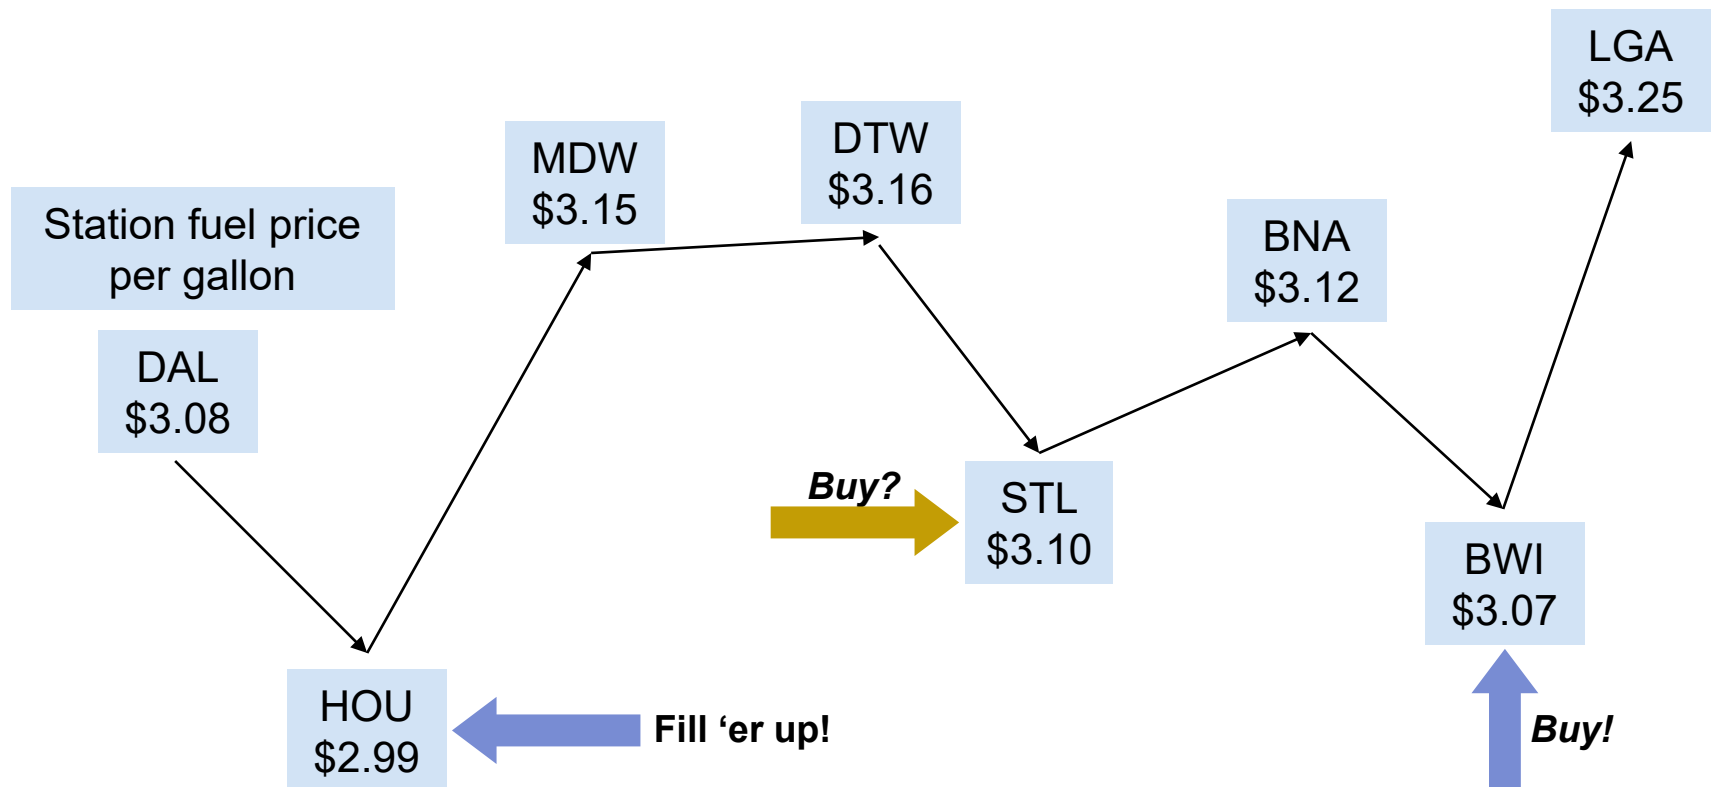 Station fuel price
per gallon
DAL
$3.08
HOU
$2.99
Fill ‘er up!
MDW
$3.15
DTW
$3.16
Buy?
STL
$3.10
BNA
$3.12
BWI
$3.07
Buy!
LGA
$3.25